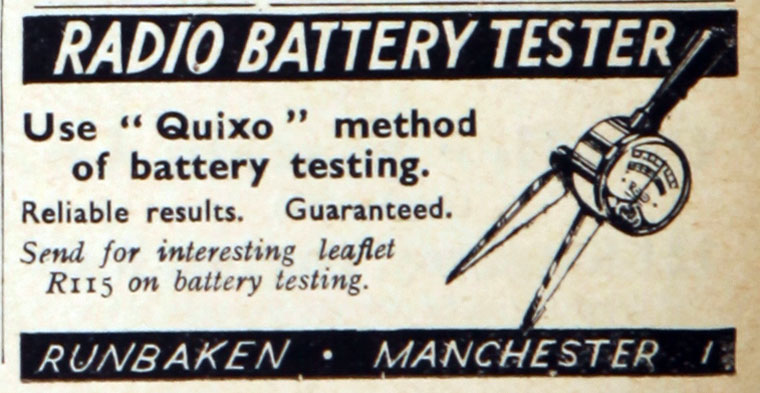 RADIO BATTERY TESTER
Use “Quixo” method
of battery testing.
Reliable results. Guaranteed.
Send for interesting leaflet
R115 on battery testing.
RUNBAKEN • MANCHESTER 1